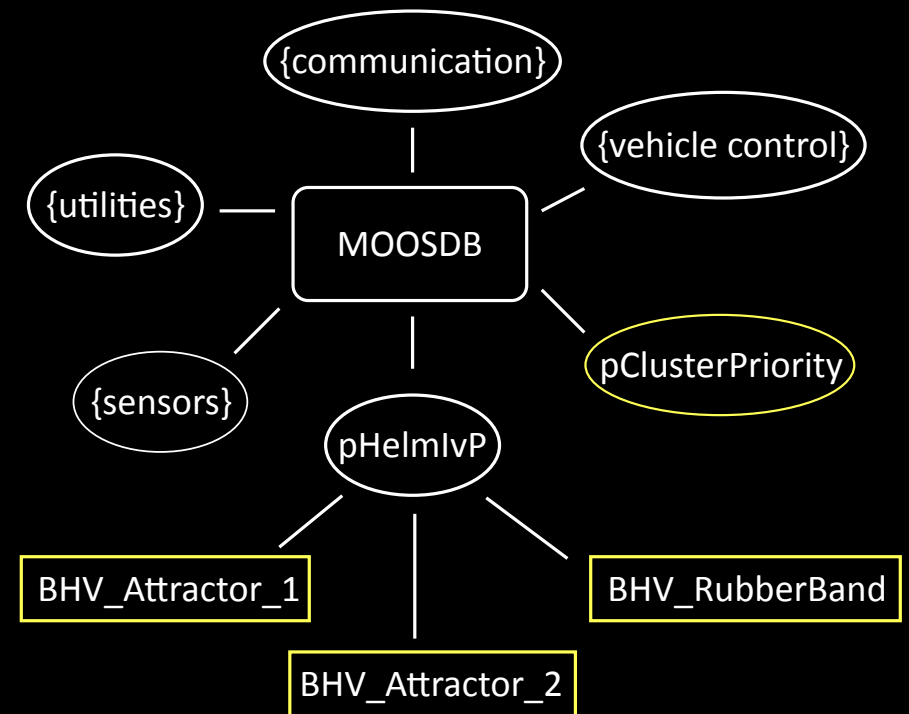 {communication}
{vehicle control}
{utilities}
MOOSDB
pClusterPriority
{sensors}
pHelmIvP
BHV_Attractor_1
BHV_RubberBand
BHV_Attractor_2